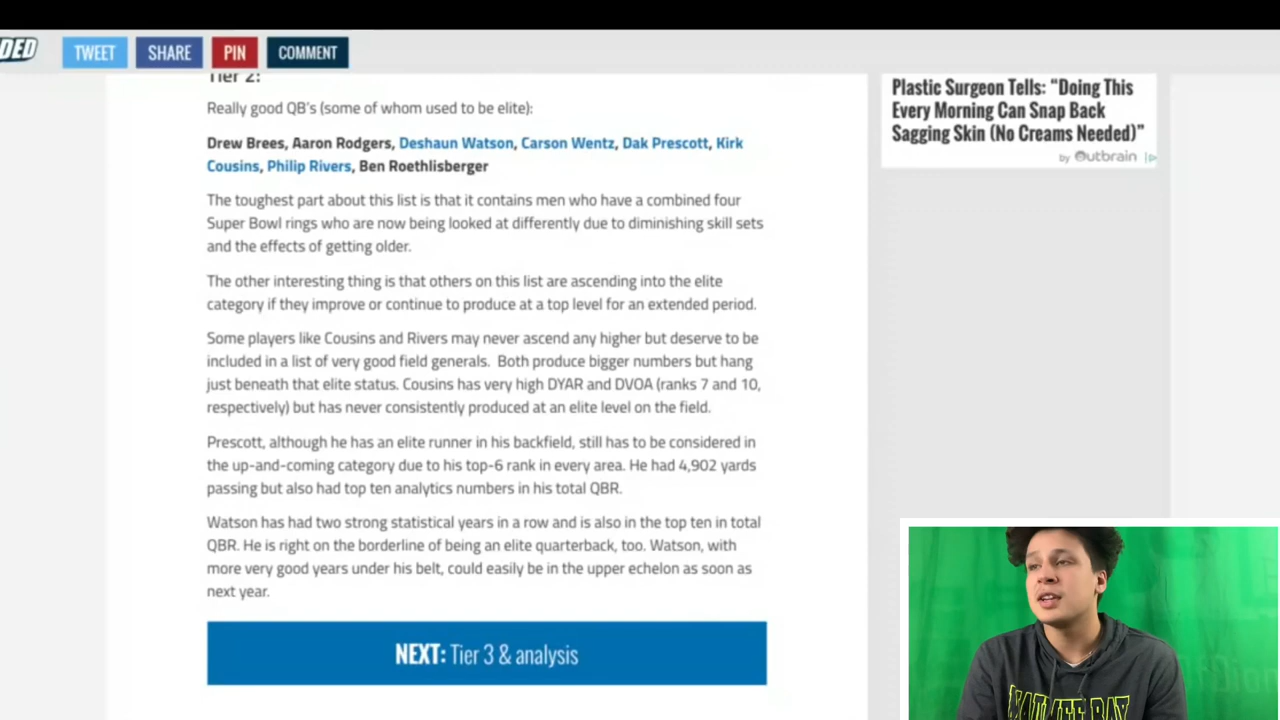 DED
TWEET
SHARE
PIN
COMMENT
Tier 2:
Really good QB's (some of whom used to be elite):
Drew Brees, Aaron Rodgers, Deshaun Watson, Carson Wentz, Dak Prescott, Kirk
Cousins, Philip Rivers, Ben Roethlisberger
The toughest part about this list is that it contains men who have a combined four
Super Bowl rings who are now being looked at differently due to diminishing skill sets
and the effects of getting older.
The other interesting thing is that others on this list are ascending into the elite
category if they improve or continue to produce at a top level for an extended period.
Some players like Cousins and Rivers may never ascend any higher but deserve to be
included in a list of very good field generals. Both produce bigger numbers but hang
just beneath that elite status. Cousins has very high DYAR and DVOA (ranks 7 and 10,
respectively) but has never consistently produced at an elite level on the field.
Prescott, although he has an elite runner in his backfield, still has to be considered in
the up-and-coming category due to his top-6 rank in every area. He had 4,902 yards
passing but also had top ten analytics numbers in his total QBR.
Watson has had two strong statistical years in a row and is also in the top ten in total
QBR. He is right on the borderline of being an elite quarterback, too. Watson, with
more very good years under his belt, could easily be in the upper echelon as soon as
next year.
NEXT: Tier 3 & analysis
Plastic Surgeon Tells: “Doing This
Every Morning Can Snap Back
Sagging Skin (No Creams Needed)”
by Outbrain